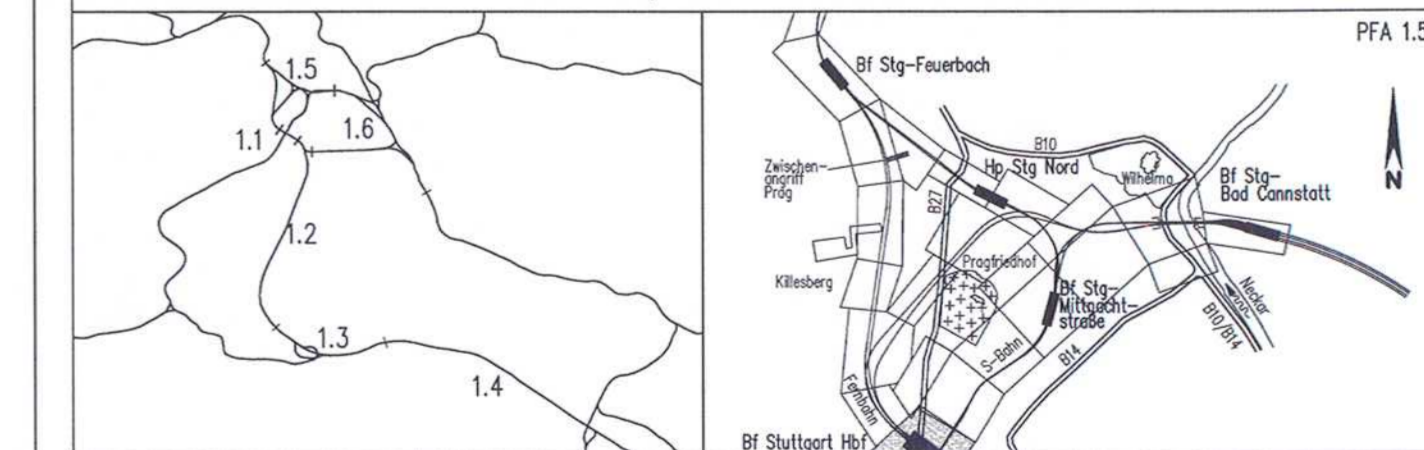 1.5
1.1
1.6
1.2
1.3
1.4
PFA 1.5
Bf Stg-Feuerbach
N
Zwischen-
angriff
Prag
Hp Stg Nord
B10
Wilhelma
Bf Stg-
Bad Cannstatt
B27
Pragfriedhof
Killesberg
Bf Stg-
Mittnacht-
straße
Neckar
B10/B14
S-Bahn
B14
Fernbahn
Bf Stuttgart Hbf